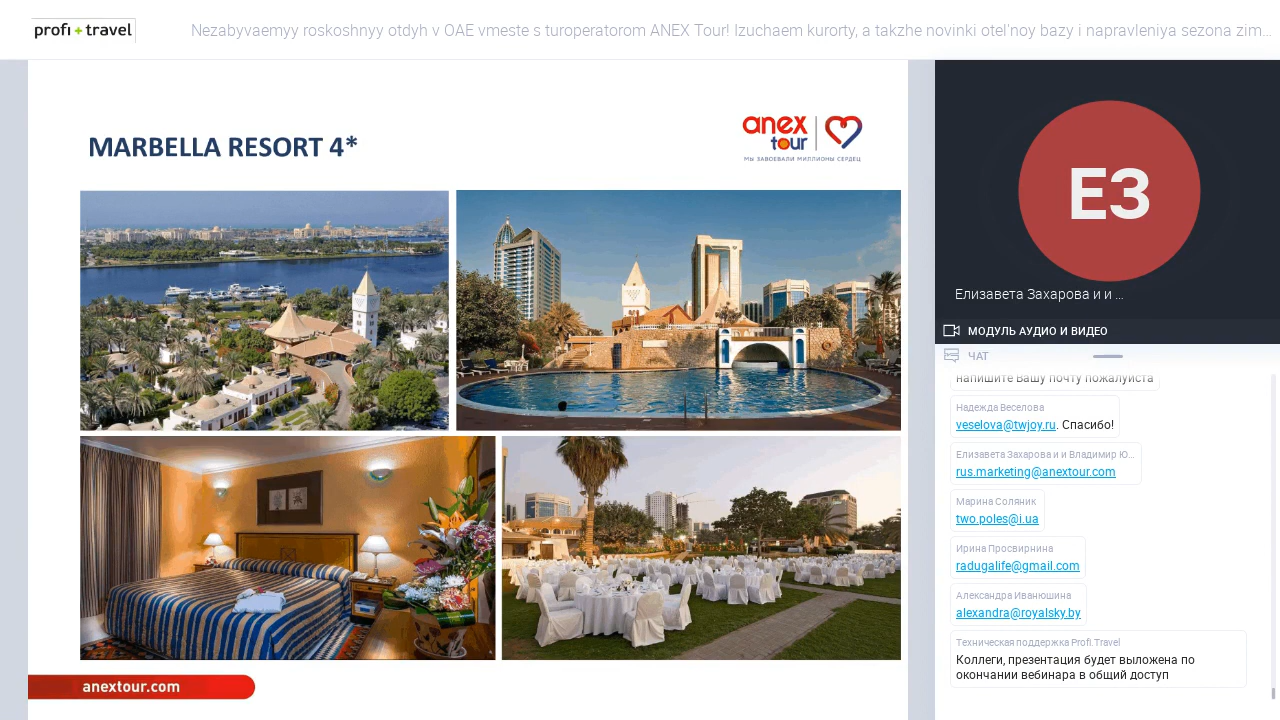 profi + travel
Nezabyvaemyy roskoshnyy otdyh v OAE vmeste s turoperatorom ANEX Tour! Izuchaem kurorty, a takzhe novinki otel'noy bazy i napravleniya sezona zim...
MARBELLA RESORT 4*
anex
tour
МЫ ЗАВОЕВАЛИ МИЛЛИОНЫ СЕРДЕЦ
anextour.com
ЕЗ
Елизавета Захарова и и ...
МОДУЛЬ АУДИО И ВИДЕО
ЧАТ
напишите Вашу почту пожалуйста
Надежда Веселова
veselova@twjoy.ru. Спасибо!
Елизавета Захарова и и Владимир Ю...
rus.marketing@anextour.com
Марина Соляник
two.poles@i.ua
Ирина Просвирнина
radugalife@gmail.com
Александра Иванюшина
alexandra@royalsky.by
Техническая поддержка Profi.Travel
Коллеги, презентация будет выложена по
окончании вебинара в общий доступ